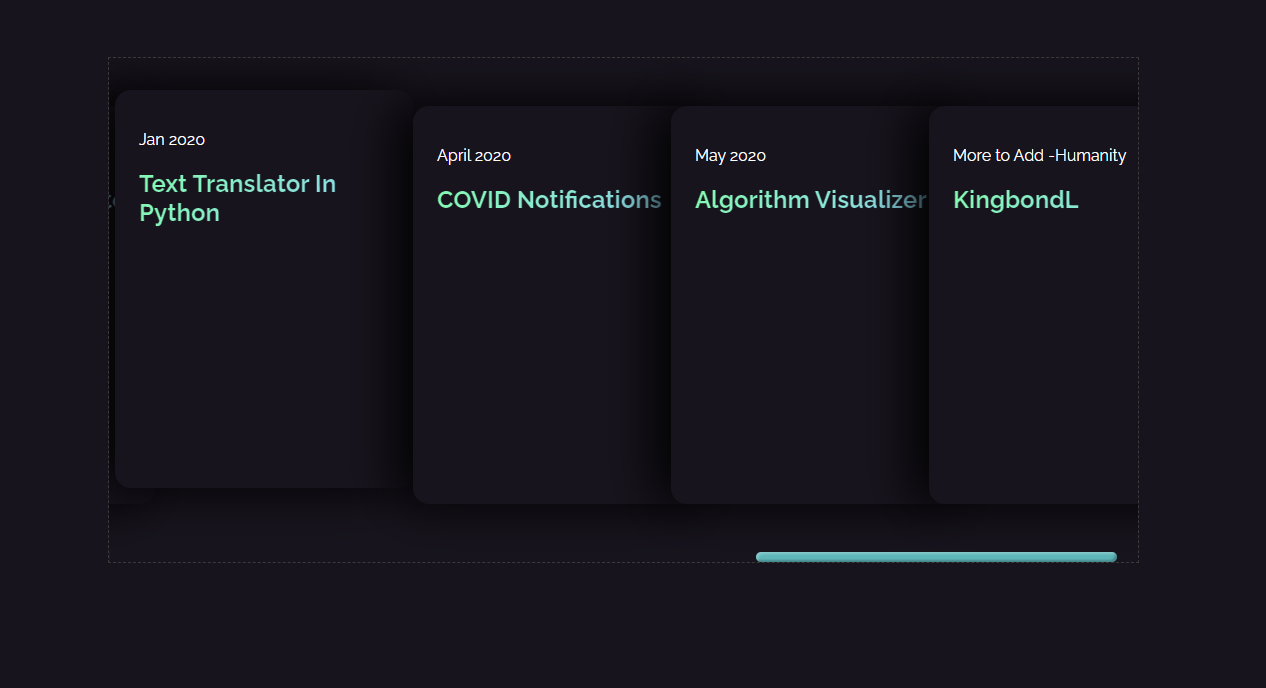 Jan 2020
Text Translator In
Python
April 2020
COVID Notifications
May 2020
Algorithm Visualizer
More to Add -Humanity
KingbondL